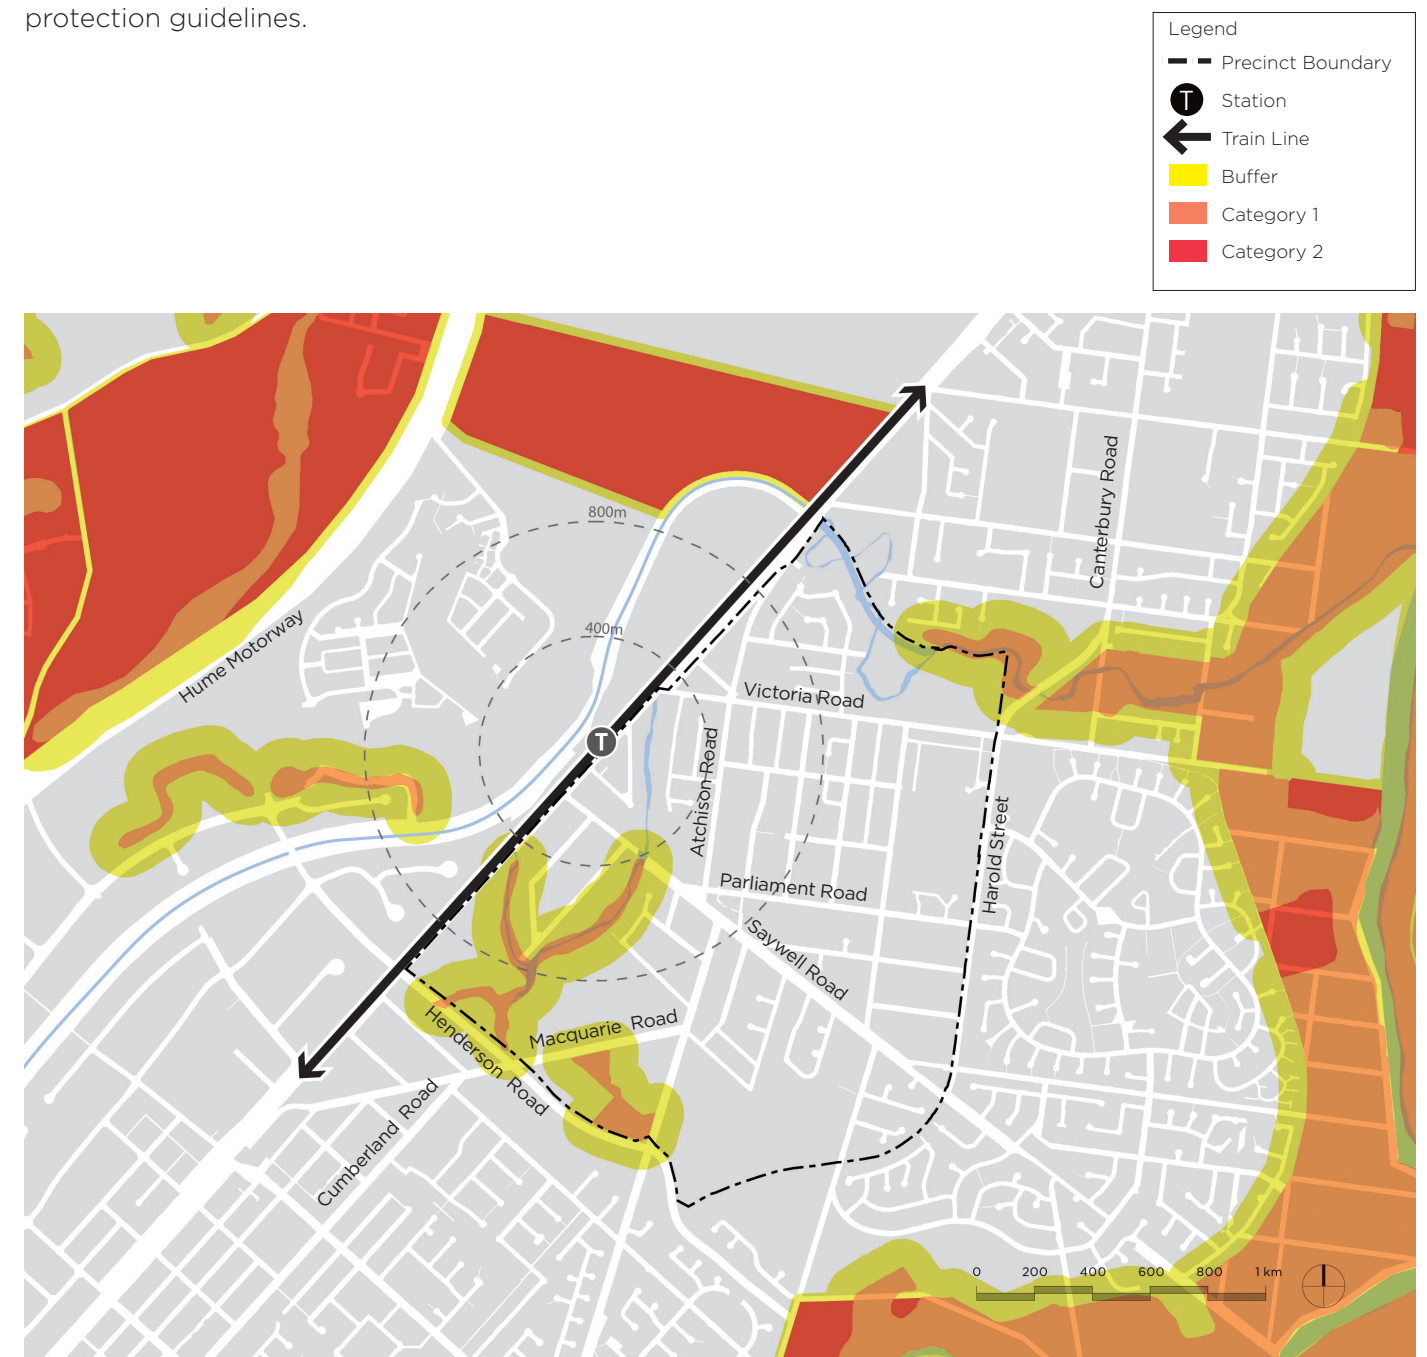 protection guidelines.
Legend
Precinct Boundary
T
Station
Train Line
Buffer
Category 1
Category 2
800m
400m
Canterbury Road
Hume Motorway
Victoria Road
T
Atchison Road
Harold Street
Parliament Road
Saywell Road
Macquarie Road
Henderson Road
Cumberland Road
0 200 400 600 800 1 km